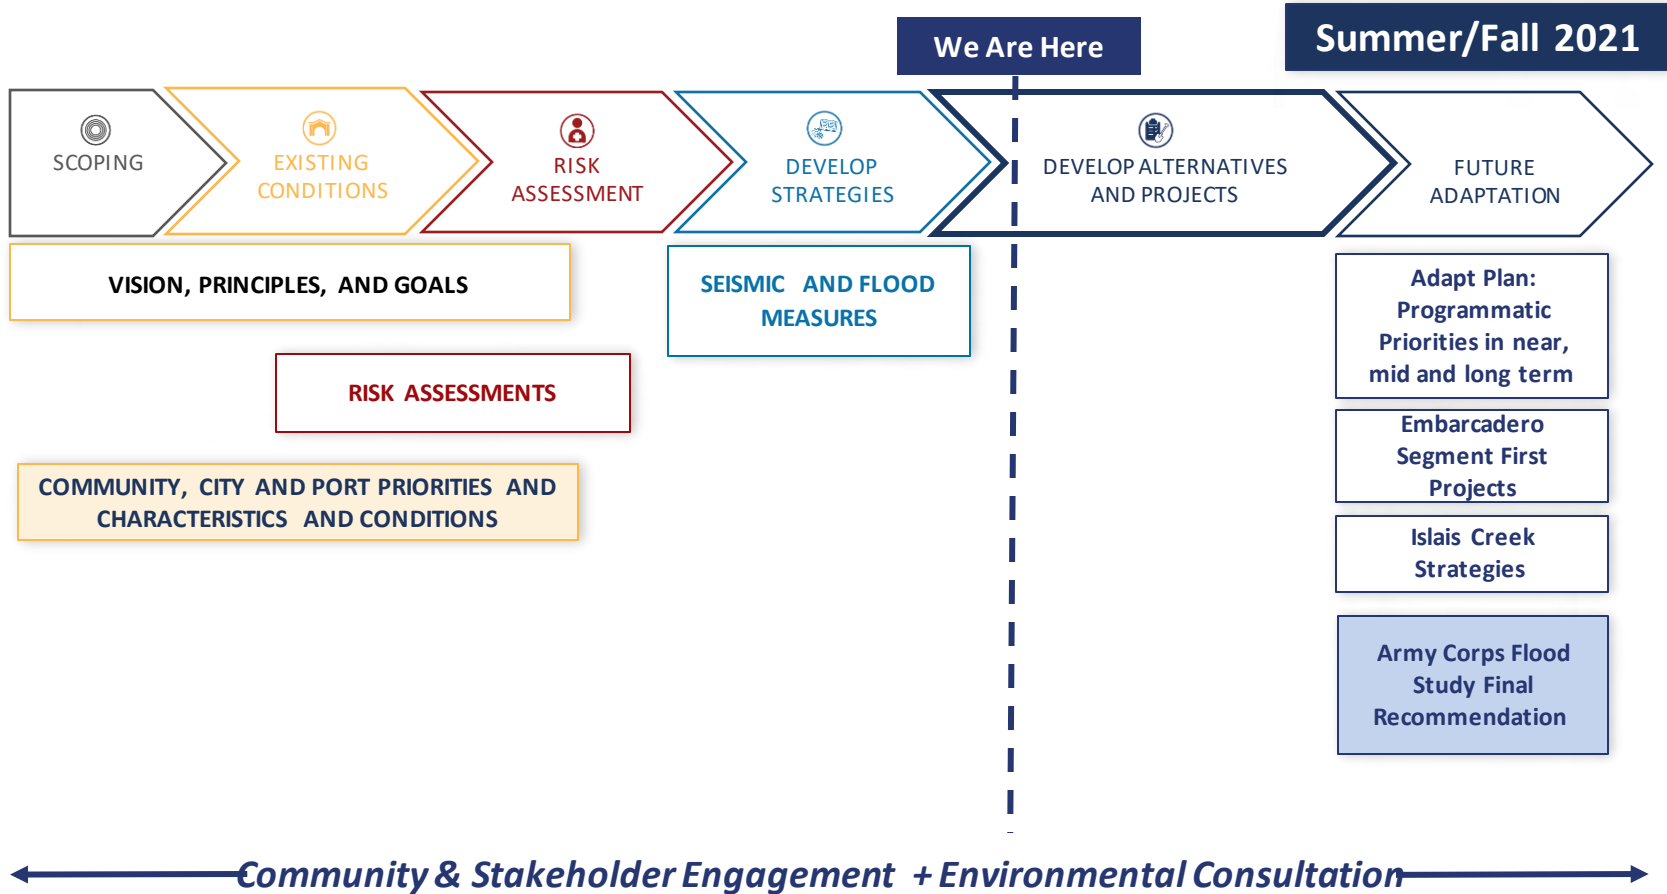 We Are Here
Summer/Fall 2021
SCOPING
EXISTING
CONDITIONS
RISK
ASSESSMENT
DEVELOP
STRATEGIES
DEVELOP ALTERNATIVES
AND PROJECTS
FUTURE
ADAPTATION
VISION, PRINCIPLES, AND GOALS
RISK ASSESSMENTS
COMMUNITY, CITY AND PORT PRIORITIES AND
CHARACTERISTICS AND CONDITIONS
SEISMIC AND FLOOD
MEASURES
Adapt Plan:
Programmatic
Priorities in near,
mid and long term
Embarcadero
Segment First
Projects
Islais Creek
Strategies
Army Corps Flood
Study Final
Recommendation
Community & Stakeholder Engagement + Environmental Consultation